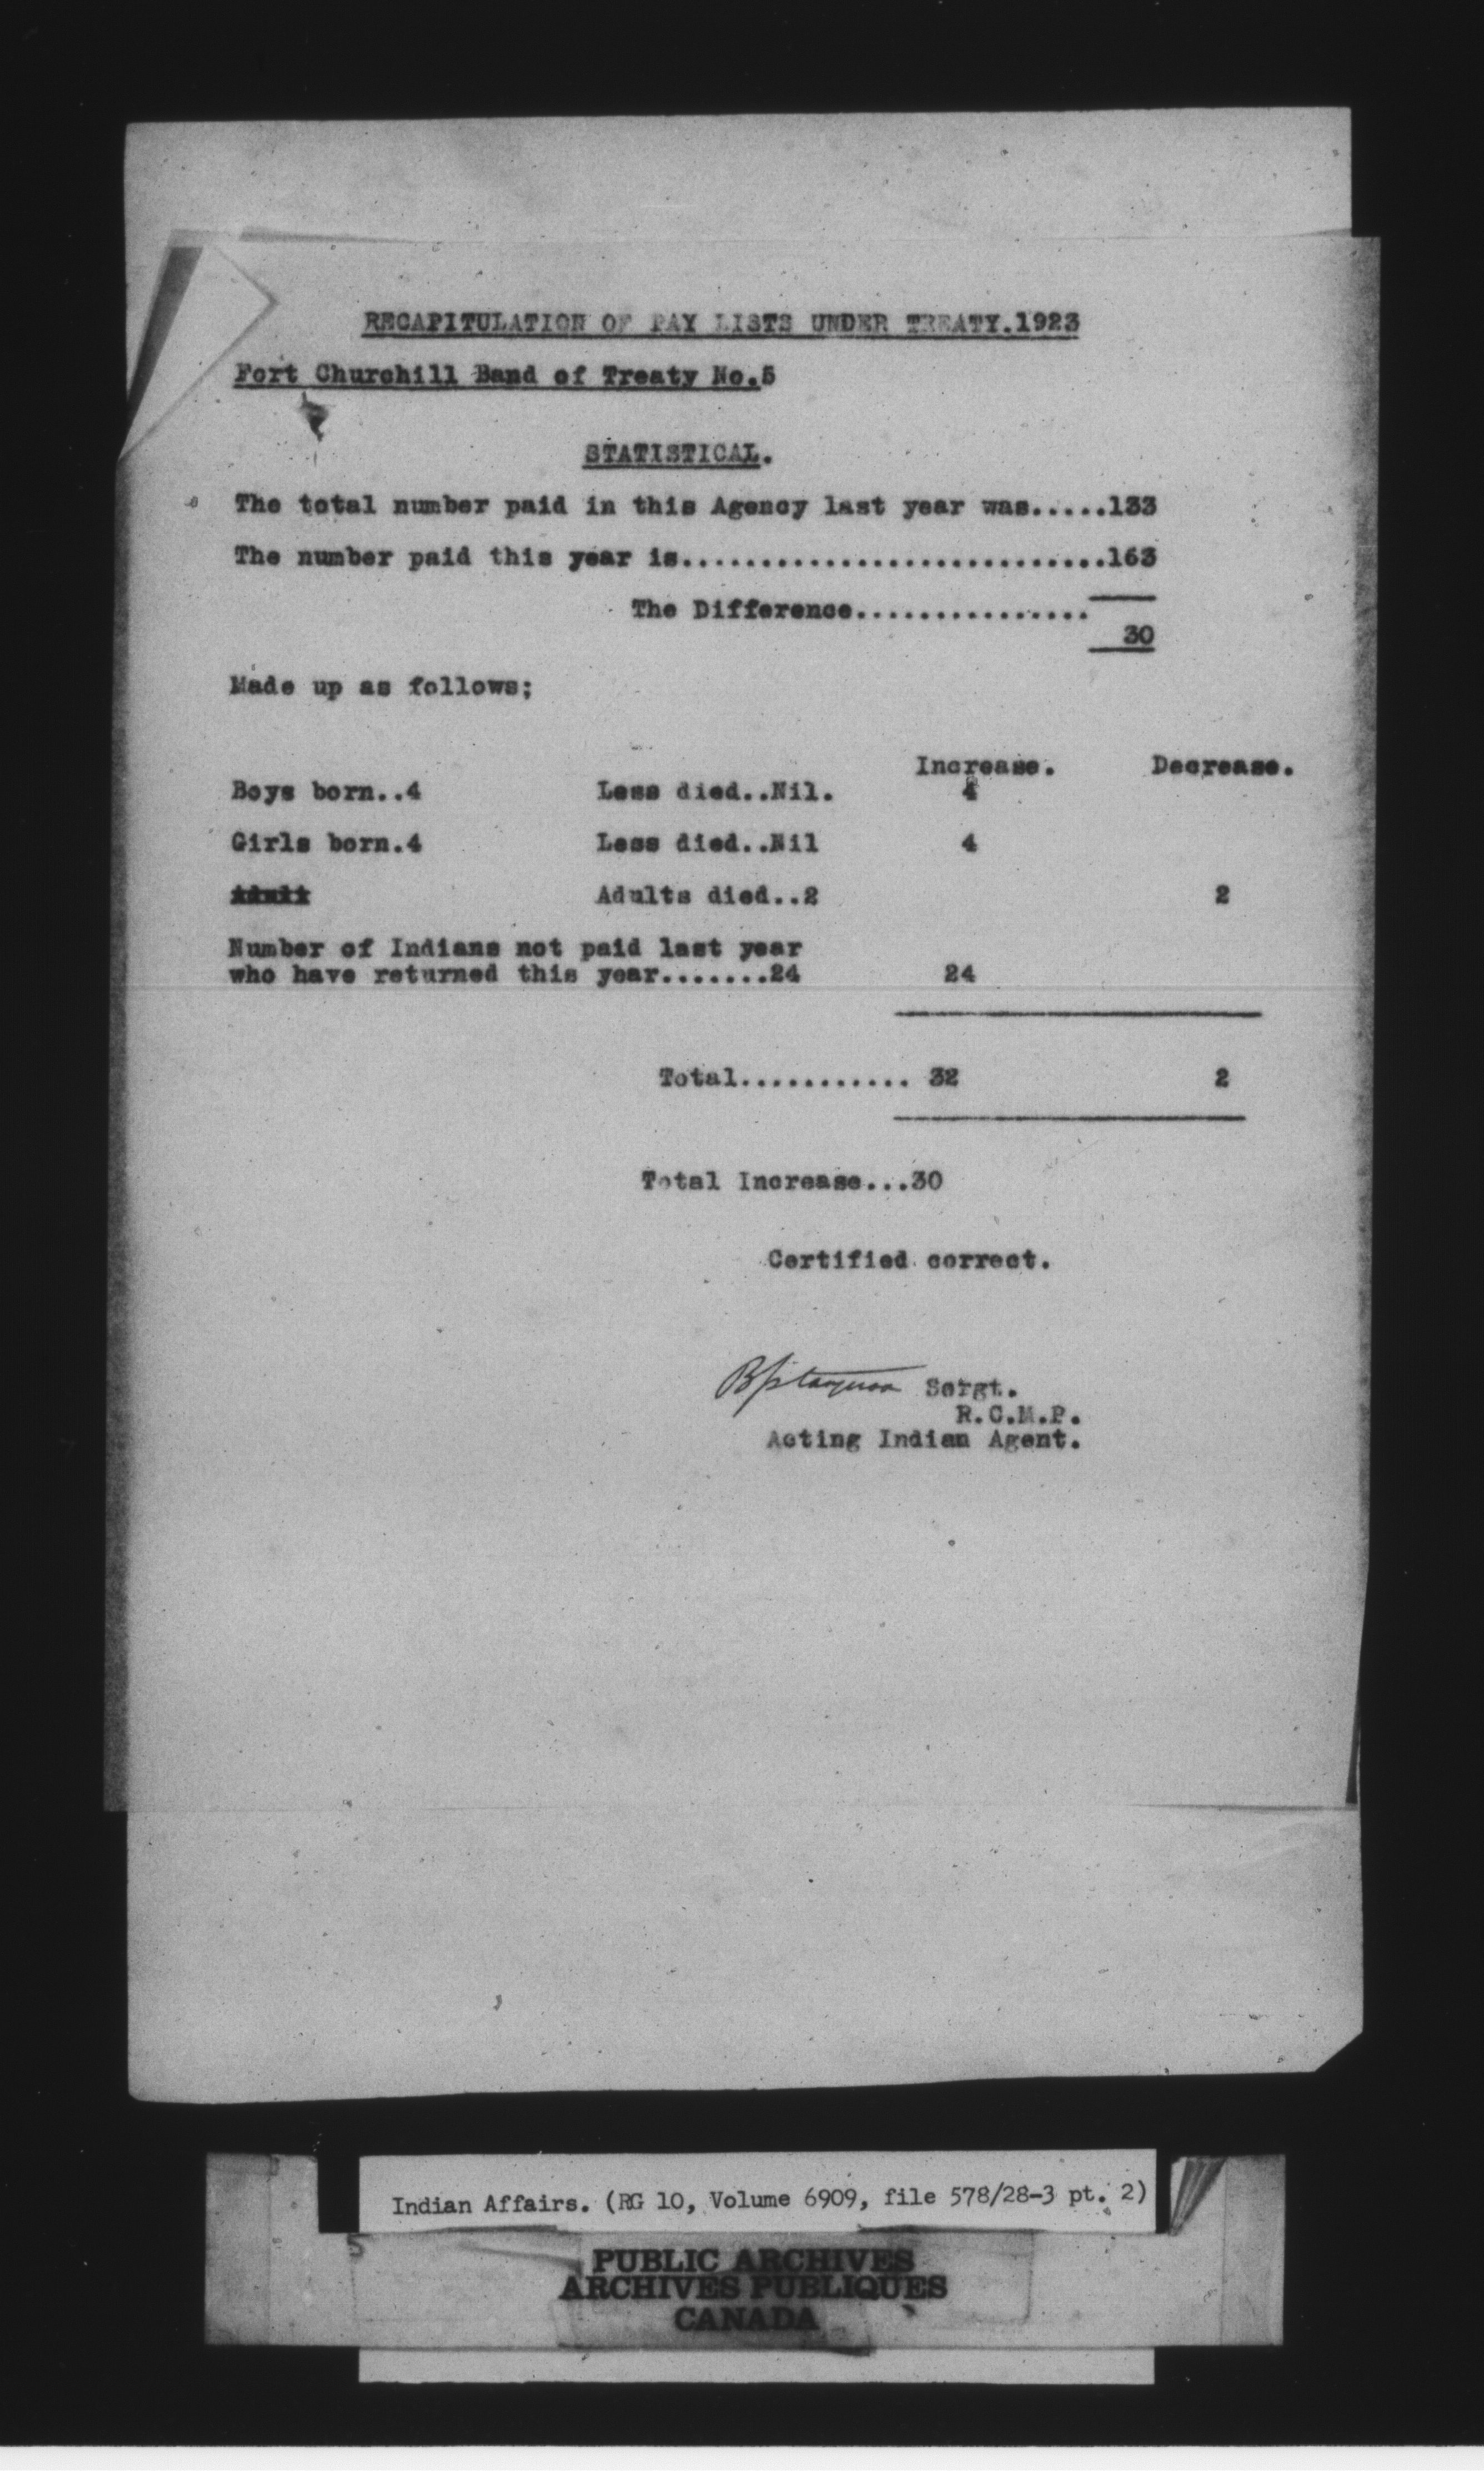 RECAPITULATION OF PAY LISTS UNDER TREATY.1923
Fort Churchill Band of Treaty No.5
STATISTICAL.
The total number paid in this Agency last year was.....133
The number paid this year is...........................163
The Difference...............
30
Made up as follows;
Increase. Decrease.
Boys born..4 Less died..Nil. 4
Girls born.4 Less died..Nil 4
Adults died..2 2
Number of Indians not paid last year
who have returned this year.......24 24
Total........... 32 2
Total Increase...30
Certified correct.
Sergt.
R.C.M.P.
Acting Indian Agent.
Indian Affairs. (RG 10, Volume 6909, file 578/28-3 pt. 2)
PUBLIC ARCHIVES
ARCHIVES PUBLIQUES
CANADA